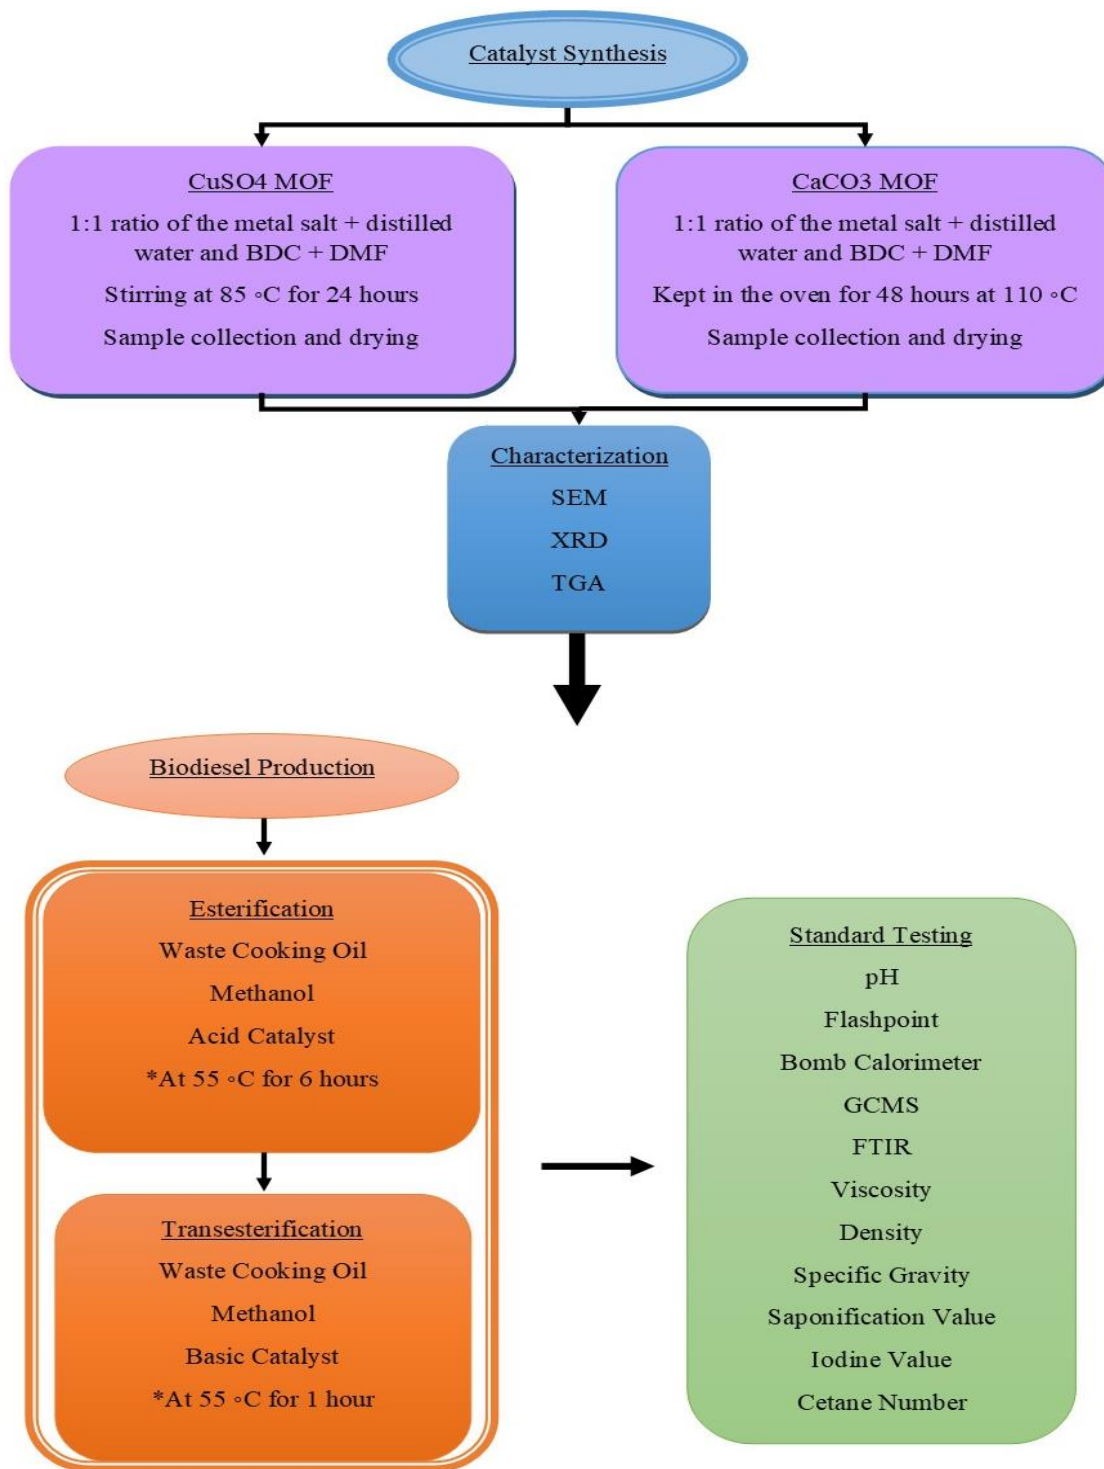 Catalyst Synthesis
CuSO4 MOF
1:1 ratio of the metal salt + distilled
water and BDC + DMF
Stirring at 85 ◦C for 24 hours
Sample collection and drying
CaCO3 MOF
1:1 ratio of the metal salt + distilled
water and BDC + DMF
Kept in the oven for 48 hours at 110 ◦C
Sample collection and drying
Characterization
SEM
XRD
TGA
Biodiesel Production
Esterification
Waste Cooking Oil
Methanol
Acid Catalyst
*At 55 ◦C for 6 hours
Transesterification
Waste Cooking Oil
Methanol
Basic Catalyst
*At 55 ◦C for 1 hour
Standard Testing
pH
Flashpoint
Bomb Calorimeter
GCMS
FTIR
Viscosity
Density
Specific Gravity
Saponification Value
Iodine Value
Cetane Number